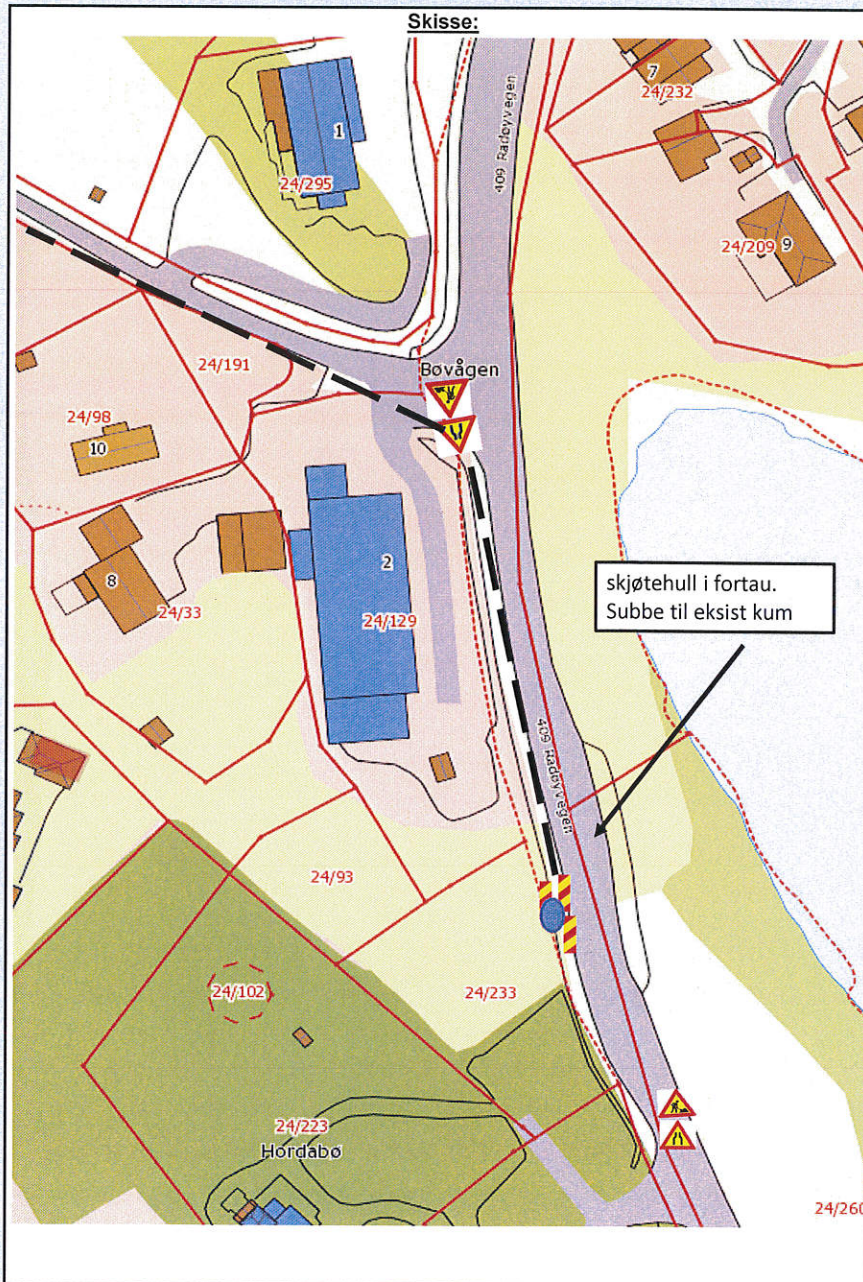 Skisse:
7
24/232
1
409 Radøyvegen
24/295
24/209
9
24/191
Bøvågen
24/98
10
2
8
24/33
24/129
skjøtehull i fortau.
Subbe til eksist kum
409 Radøyvegen
24/93
24/102
24/233
24/223
Hordabø
24/260